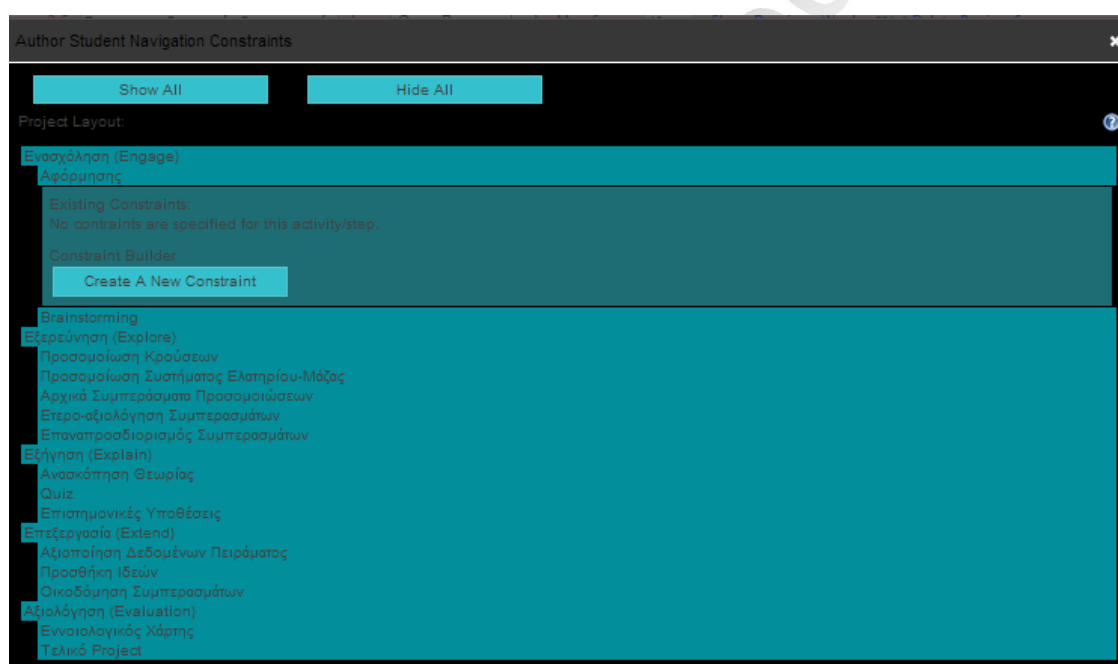 Author Student Navigation Constraints
Show All Hide All
Project Layout:
Ενασχόληση (Engage)
Αφόρμησης
Existing Constraints:
No contraints are specified for this activity/step.
Constraint Builder
Create A New Constraint
Brainstorming
Εξερεύνηση (Explore)
Προσομοίωση Κρούσεων
Προσομοίωση Συστήματος Ελατηρίου-Μάζας
Αρχικά Συμπεράσματα Προσομοιώσεων
Ετερο-αξιολόγηση Συμπερασμάτων
Επαναπροσδιορισμός Συμπερασμάτων
Εξήγηση (Explain)
Ανασκόπηση Θεωρίας
Quiz
Επιστημονικές Υποθέσεις
Επεξεργασία (Extend)
Αξιοποίηση Δεδομένων Πειράματος
Προσθήκη Ιδεών
Οικοδόμηση Συμπερασμάτων
Αξιολόγηση (Evaluation)
Εννοιολογικός Χάρτης
Τελικό Project